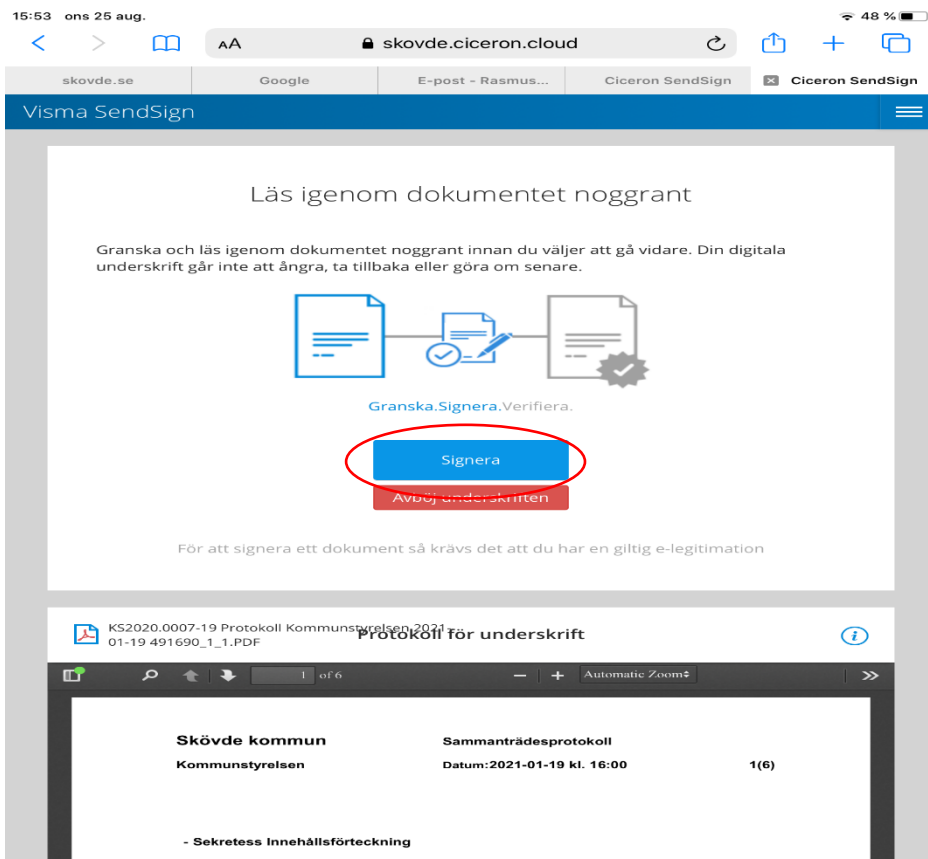 15:53 ons 25 aug. 48 %
AA skovde.ciceron.cloud
skovde.se Google E-post - Rasmus... Ciceron SendSign Ciceron SendSign
Visma SendSign
Läs igenom dokumentet noggrant
Granska och läs igenom dokumentet noggrant innan du väljer att gå vidare. Din digitala
underskrift går inte att ångra, ta tillbaka eller göra om senare.
Granska.Signera.Verifiera.
Signera
Avböj underskriften
För att signera ett dokument så krävs det att du har en giltig e-legitimation
KS2020.0007-19 Protokoll Kommunstyrelsen 2021-
01-19 491690_1_1.PDF
Protokoll för underskrift
1 of 6 Automatic Zoom
Skövde kommun Sammanträdesprotokoll
Kommunstyrelsen Datum:2021-01-19 kl. 16:00 1(6)
- Sekretess Innehållsförteckning